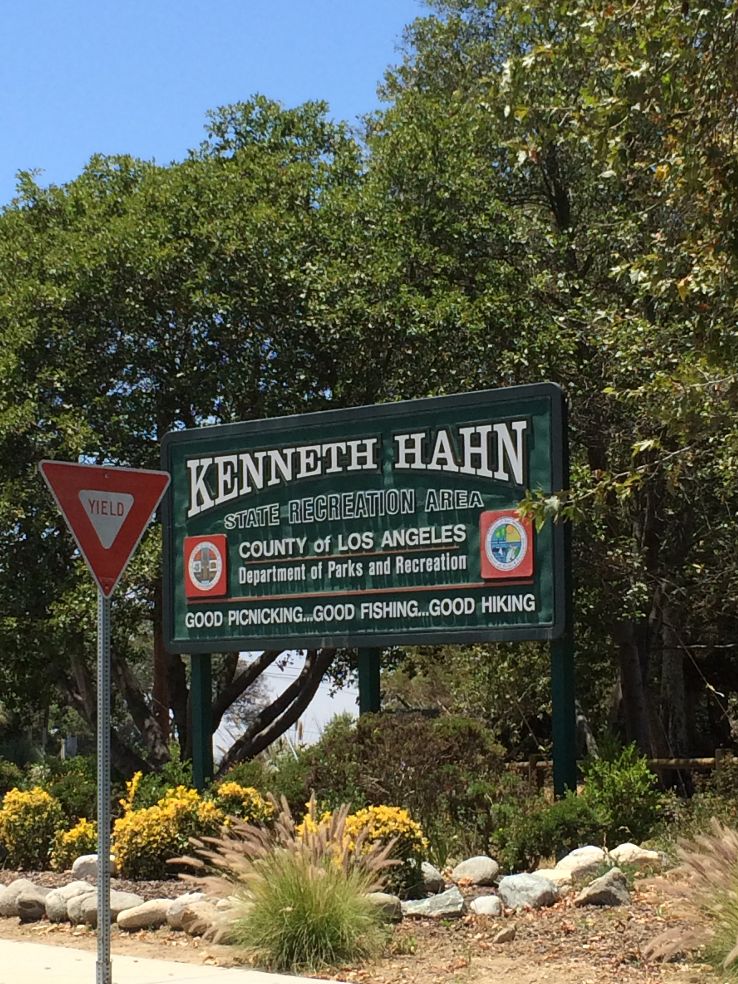 YIELD
KENNETH HAHN
STATE RECREATION AREA
COUNTY of LOS ANGELES
Department of Parks and Recreation
GOOD PICNICKING...GOOD FISHING...GOOD HIKING